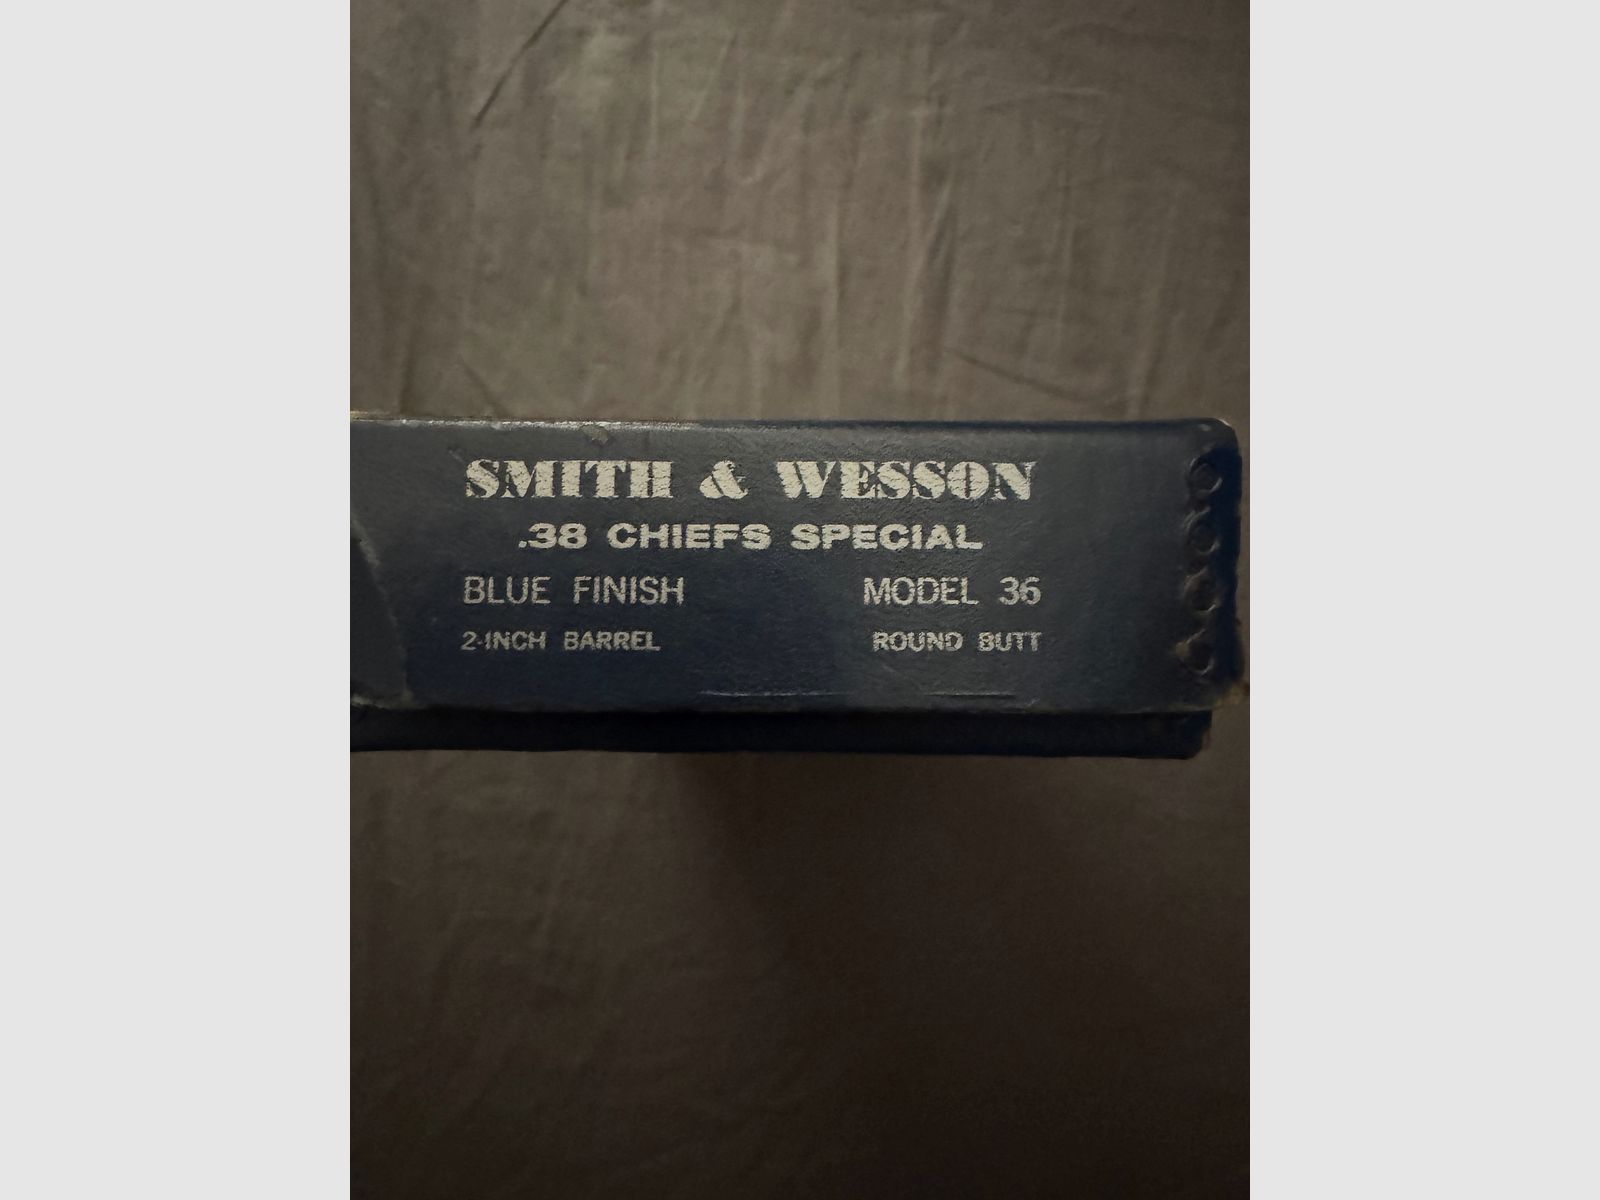 SMITH & WESSON
.38 CHIEFS SPECIAL
BLUE FINISH MODEL 36
2-INCH BARREL ROUND BUTT